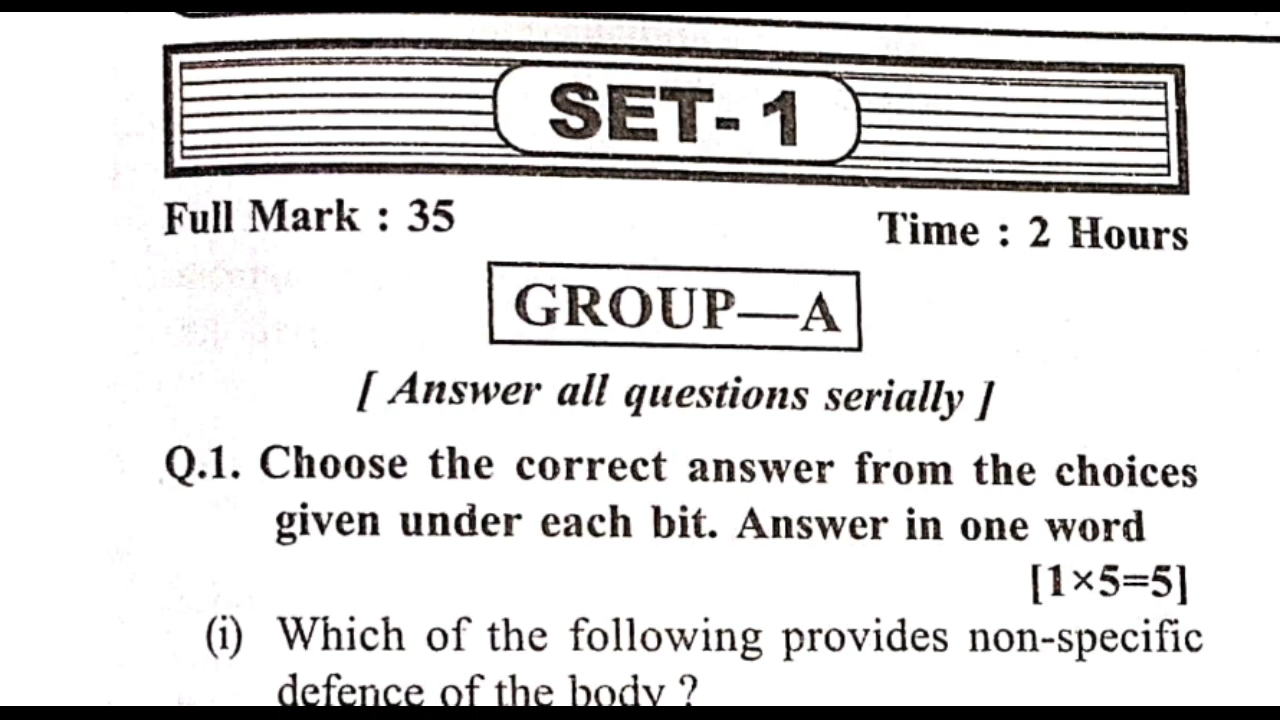 SET- 1
Full Mark : 35 Time : 2 Hours
GROUP—A
[ Answer all questions serially ]
Q.1. Choose the correct answer from the choices
given under each bit. Answer in one word
[1×5=5]
(i) Which of the following provides non-specific
defence of the body ?